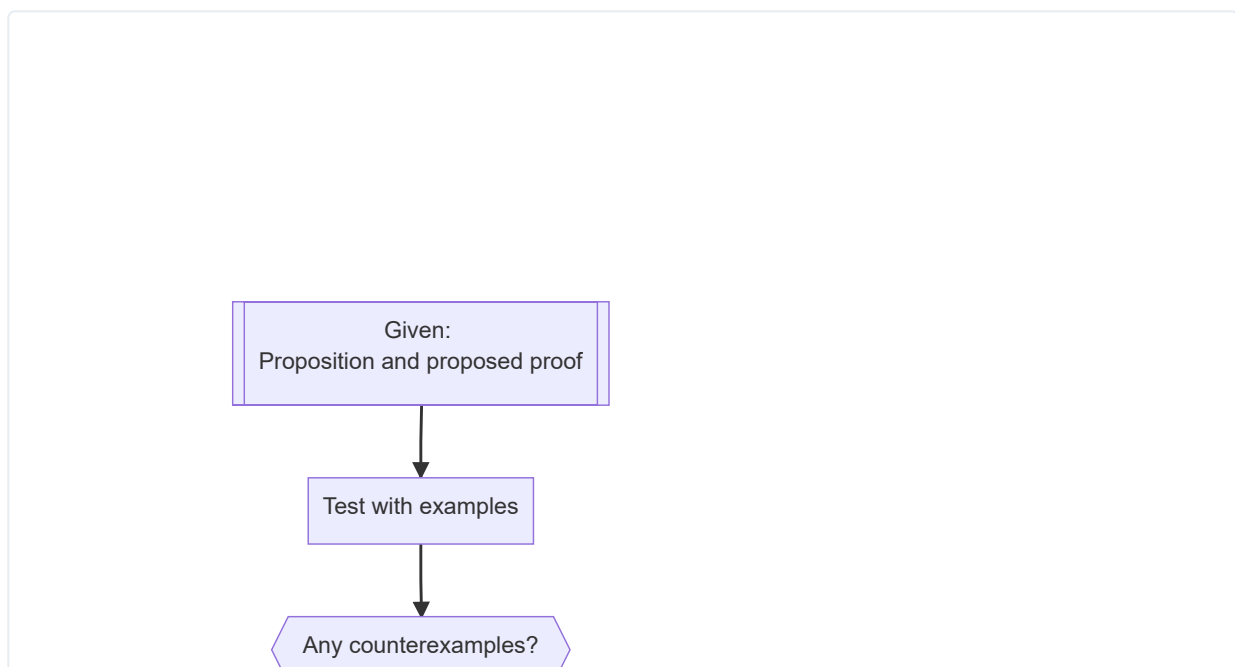 Given:
Proposition and proposed proof
Test with examples
Any counterexamples?